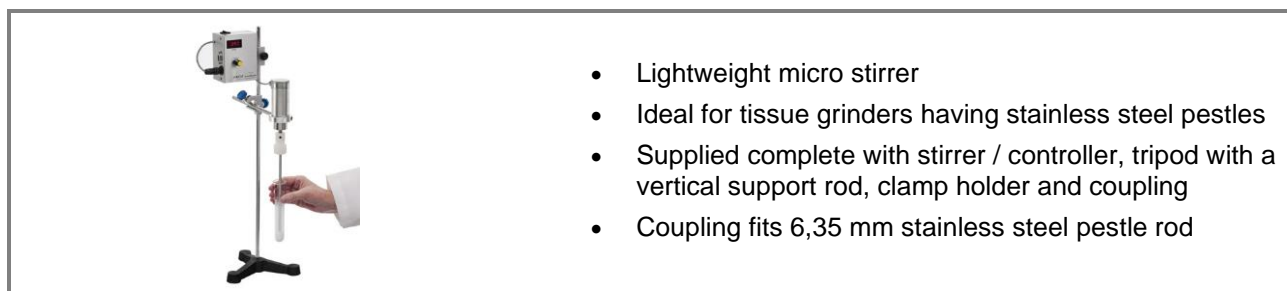 • Lightweight micro stirrer
• Ideal for tissue grinders having stainless steel pestles
• Supplied complete with stirrer / controller, tripod with a
vertical support rod, clamp holder and coupling
• Coupling fits 6,35 mm stainless steel pestle rod